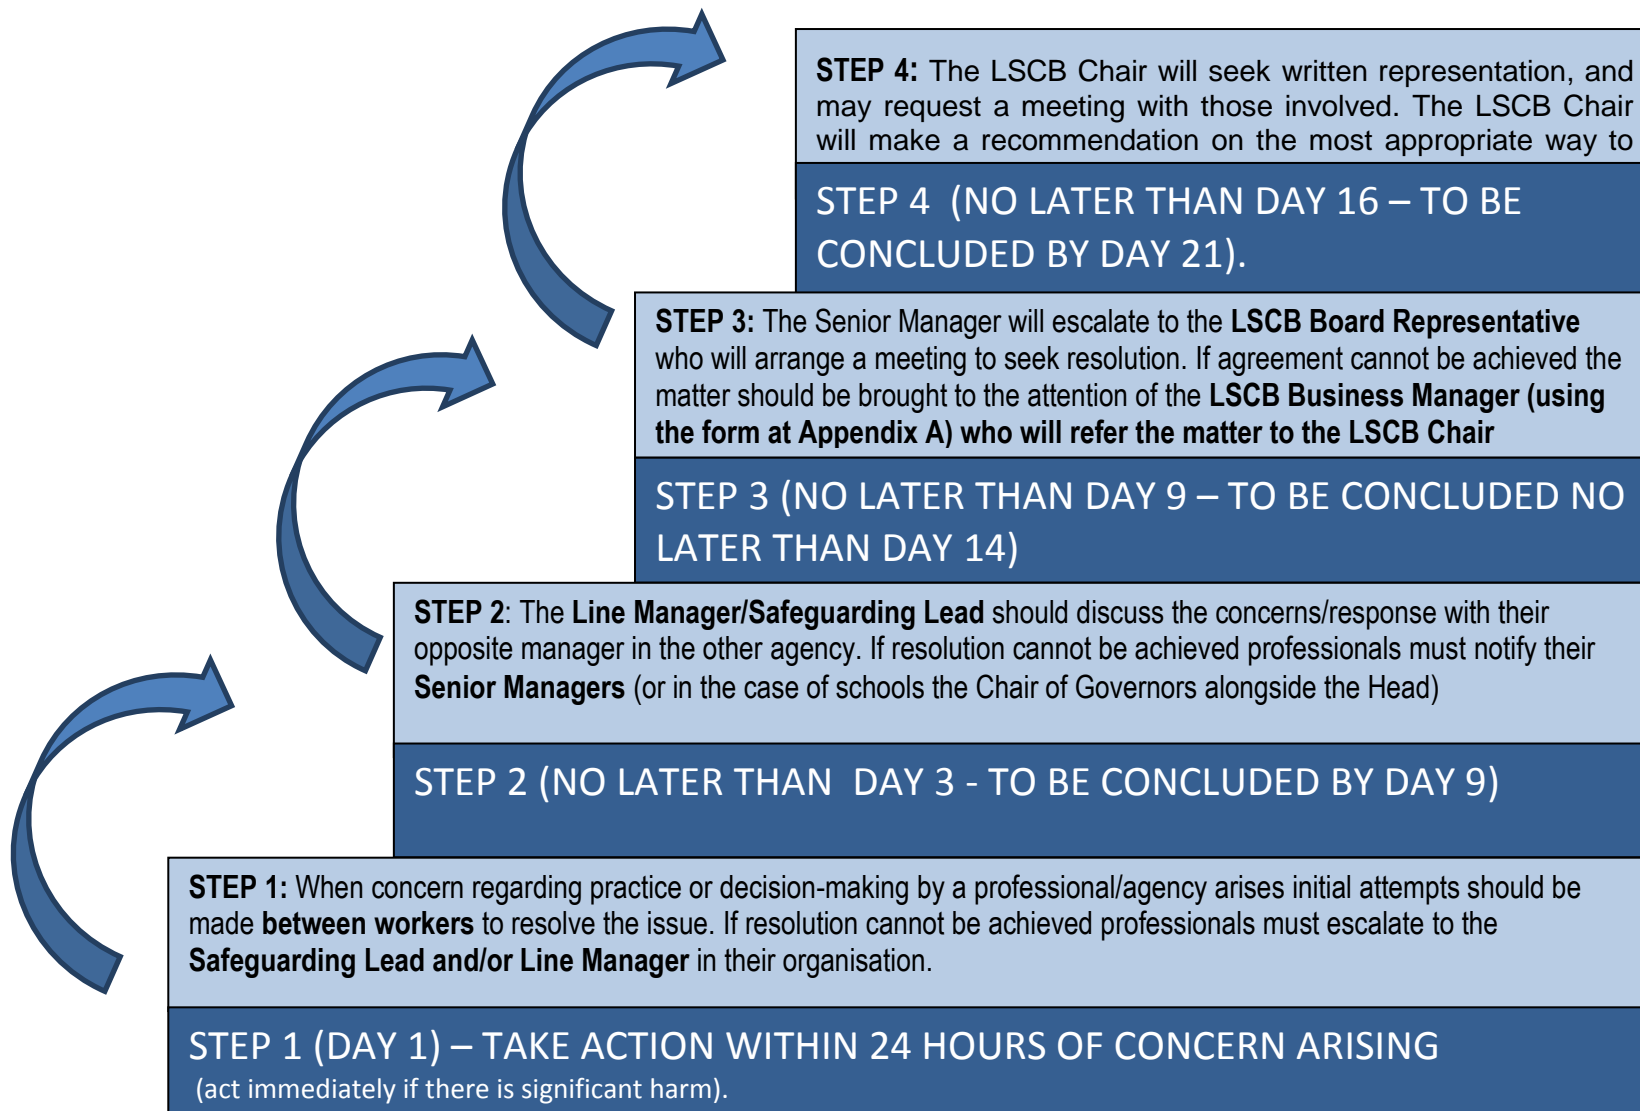 STEP 4: The LSCB Chair will seek written representation, and
may request a meeting with those involved. The LSCB Chair
will make a recommendation on the most appropriate way to
STEP 4  (NO LATER THAN DAY 16 – TO BE
CONCLUDED BY DAY 21).
STEP 3: The Senior Manager will escalate to the LSCB Board Representative
who will arrange a meeting to seek resolution. If agreement cannot be achieved the
matter should be brought to the attention of the LSCB Business Manager (using
the form at Appendix A) who will refer the matter to the LSCB Chair
STEP 3 (NO LATER THAN DAY 9 – TO BE CONCLUDED NO
LATER THAN DAY 14)
STEP 2: The Line Manager/Safeguarding Lead should discuss the concerns/response with their
opposite manager in the other agency. If resolution cannot be achieved professionals must notify their
Senior Managers (or in the case of schools the Chair of Governors alongside the Head)
STEP 2 (NO LATER THAN  DAY 3 - TO BE CONCLUDED BY DAY 9)
STEP 1: When concern regarding practice or decision-making by a professional/agency arises initial attempts should be
made between workers to resolve the issue. If resolution cannot be achieved professionals must escalate to the
Safeguarding Lead and/or Line Manager in their organisation.
STEP 1 (DAY 1) – TAKE ACTION WITHIN 24 HOURS OF CONCERN ARISING
(act immediately if there is significant harm).